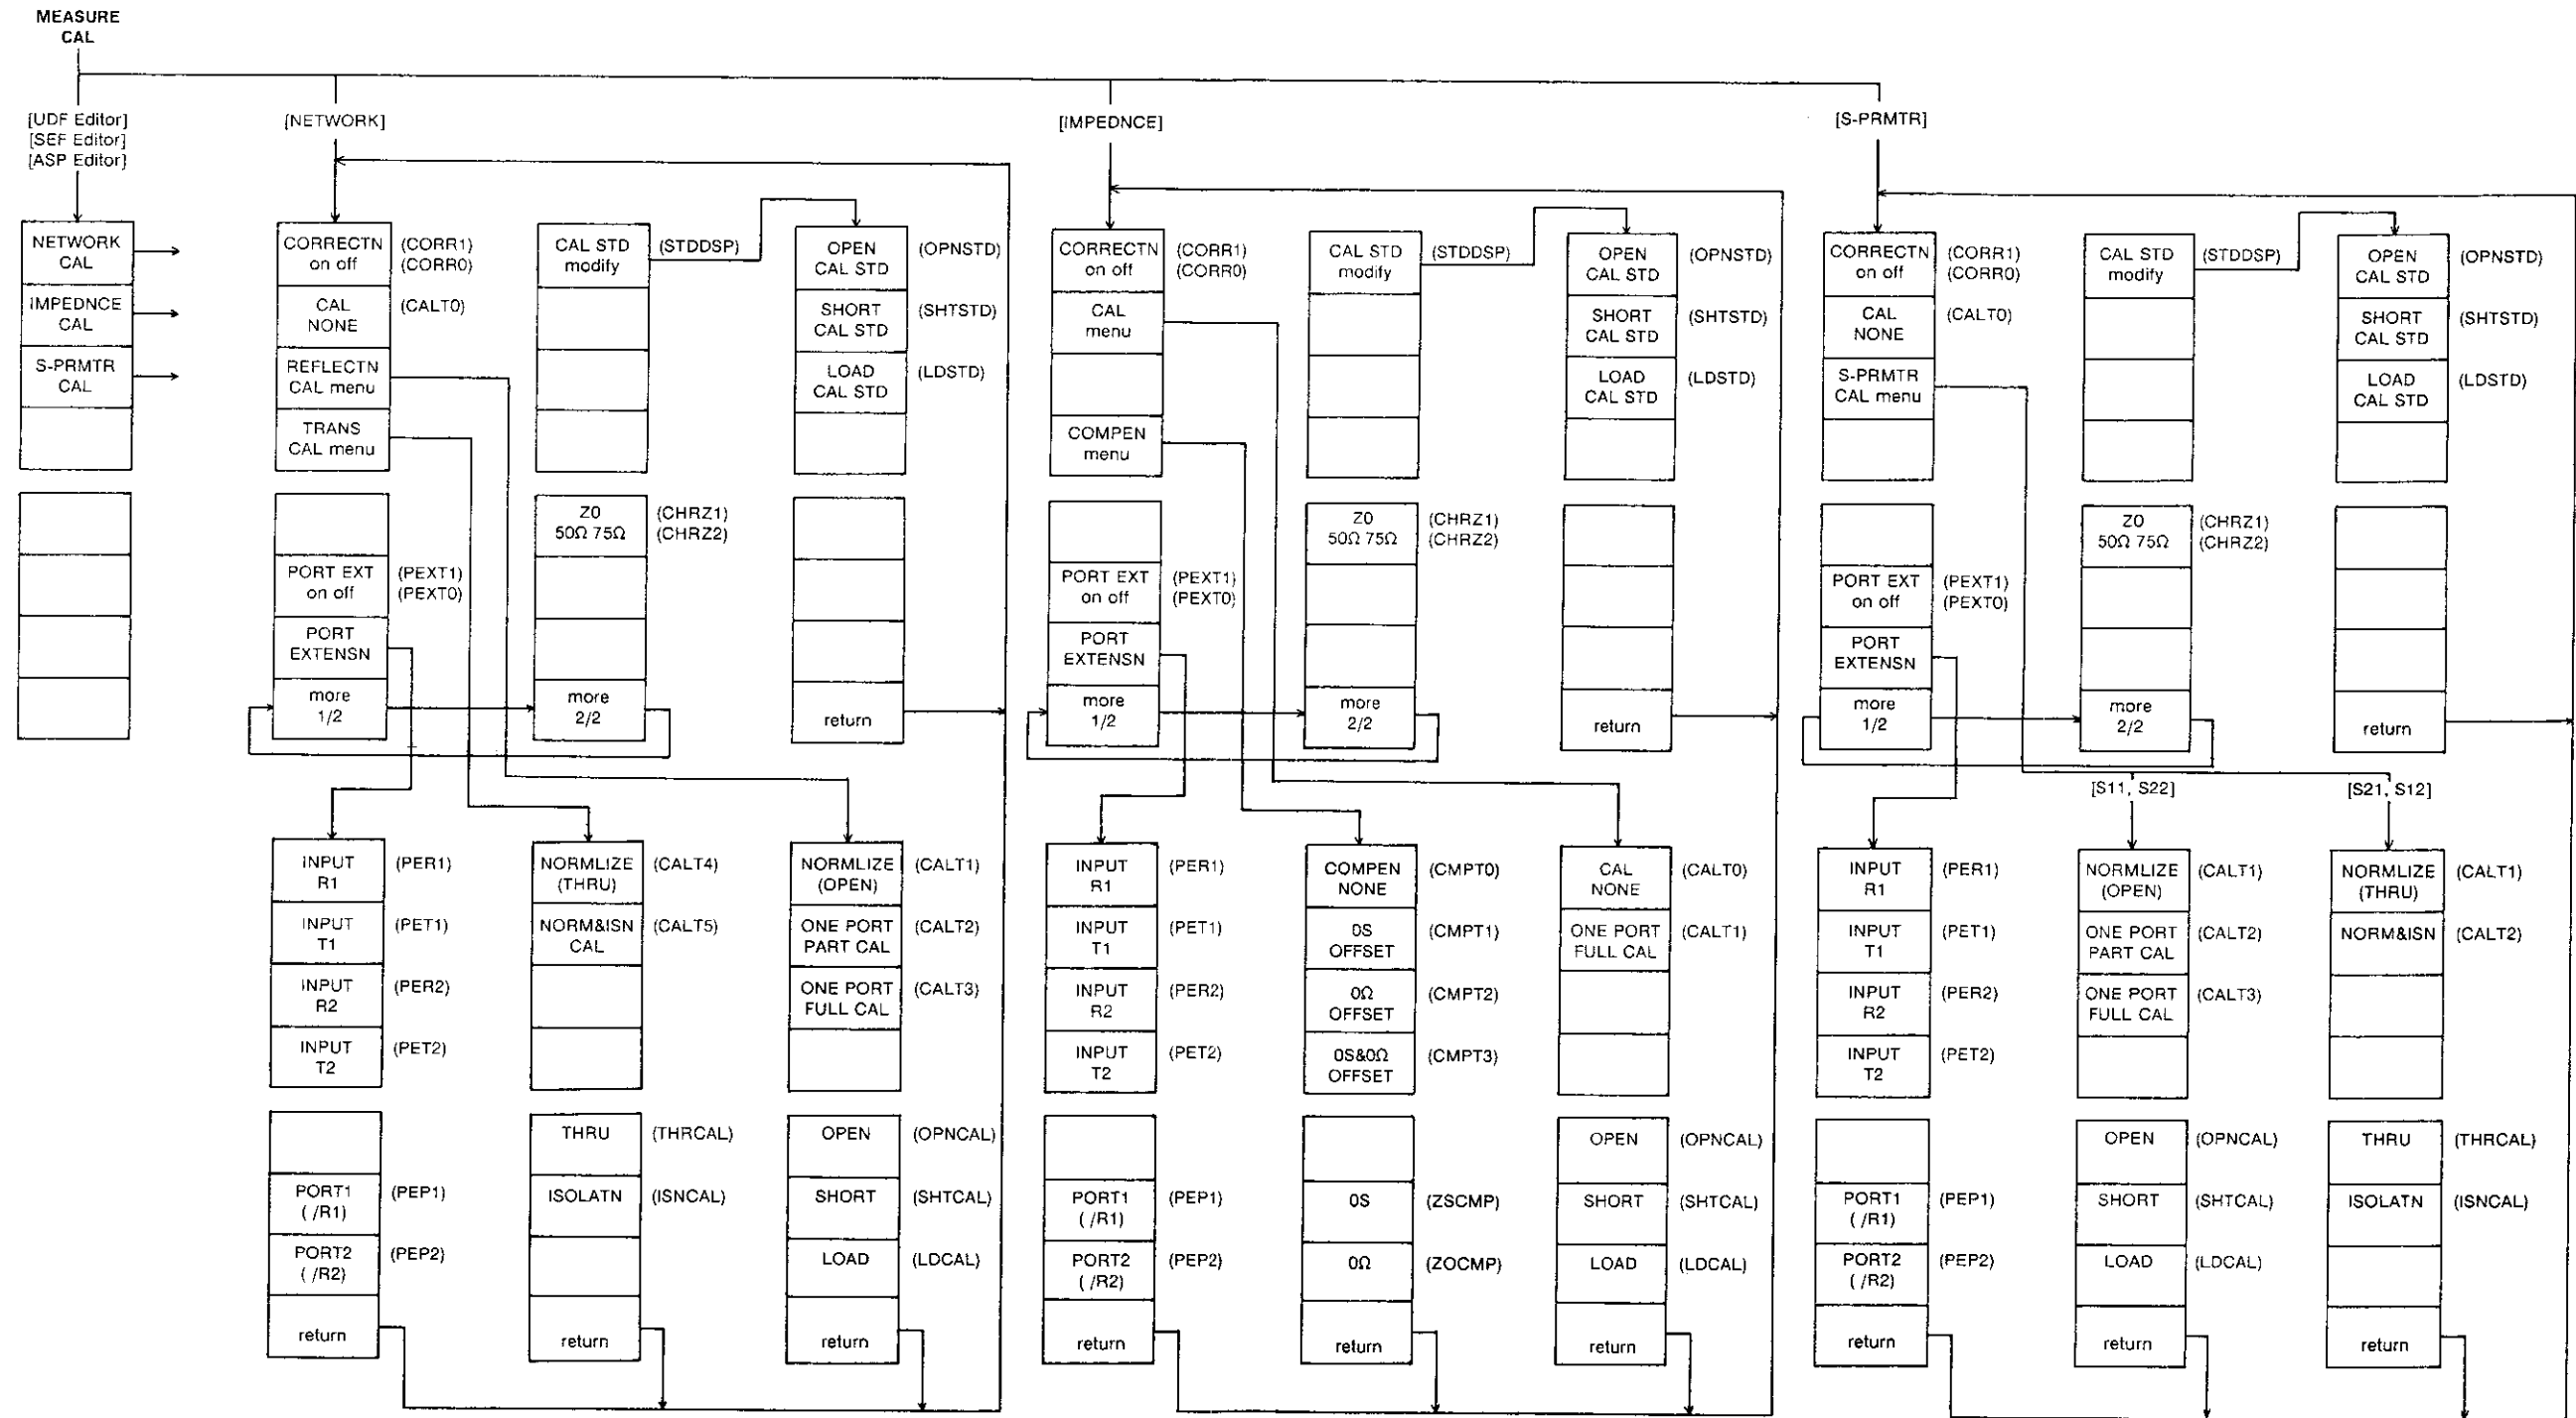 MEASURE
CAL
[UDF Editor]
[SEF Editor]
[ASP Editor]
NETWORK
CAL
IMPEDNCE
CAL
S-PRMTR
CAL
[NETWORK]
CORRECTN
on off
(CORR1)
(CORR0)
CAL
NONE
(CALT0)
REFLECTN
CAL menu
TRANS
CAL menu
PORT EXT
on off
(PEXT1)
(PEXT0)
PORT
EXTENSN
more
1/2
CAL STD
modify
(STDDSP)
Z0
50Ω 75Ω
(CHRZ1)
(CHRZ2)
more
2/2
OPEN
CAL STD
(OPNSTD)
SHORT
CAL STD
(SHTSTD)
LOAD
CAL STD
(LDSTD)
return
INPUT
R1
(PER1)
INPUT
T1
(PET1)
INPUT
R2
(PER2)
INPUT
T2
(PET2)
PORT1
( /R1)
(PEP1)
PORT2
( /R2)
(PEP2)
return
NORMLIZE
(THRU)
(CALT4)
NORM&ISN
CAL
(CALT5)
THRU
(THRCAL)
ISOLATN
(ISNCAL)
return
NORMLIZE
(OPEN)
(CALT1)
ONE PORT
PART CAL
(CALT2)
ONE PORT
FULL CAL
(CALT3)
OPEN
(OPNCAL)
SHORT
(SHTCAL)
LOAD
(LDCAL)
return
[IMPEDNCE]
CORRECTN
on off
(CORR1)
(CORR0)
CAL
menu
COMPEN
menu
PORT EXT
on off
(PEXT1)
(PEXT0)
PORT
EXTENSN
more
1/2
CAL STD
modify
(STDDSP)
Z0
50Ω 75Ω
(CHRZ1)
(CHRZ2)
more
2/2
OPEN
CAL STD
(OPNSTD)
SHORT
CAL STD
(SHTSTD)
LOAD
CAL STD
(LDSTD)
return
INPUT
R1
(PER1)
INPUT
T1
(PET1)
INPUT
R2
(PER2)
INPUT
T2
(PET2)
PORT1
( /R1)
(PEP1)
PORT2
( /R2)
(PEP2)
return
COMPEN
NONE
(CMPT0)
0S
OFFSET
(CMPT1)
0Ω
OFFSET
(CMPT2)
0S&0Ω
OFFSET
(CMPT3)
0S
(ZSCMP)
0Ω
(ZOCMP)
return
CAL
NONE
(CALT0)
ONE PORT
FULL CAL
(CALT1)
OPEN
(OPNCAL)
SHORT
(SHTCAL)
LOAD
(LDCAL)
return
[S-PRMTR]
CORRECTN
on off
(CORR1)
(CORR0)
CAL
NONE
(CALT0)
S-PRMTR
CAL menu
PORT EXT
on off
(PEXT1)
(PEXT0)
PORT
EXTENSN
more
1/2
CAL STD
modify
(STDDSP)
Z0
50Ω 75Ω
(CHRZ1)
(CHRZ2)
more
2/2
OPEN
CAL STD
(OPNSTD)
SHORT
CAL STD
(SHTSTD)
LOAD
CAL STD
(LDSTD)
return
INPUT
R1
(PER1)
INPUT
T1
(PET1)
INPUT
R2
(PER2)
INPUT
T2
(PET2)
PORT1
( /R1)
(PEP1)
PORT2
( /R2)
(PEP2)
return
[S11, S22]
NORMLIZE
(OPEN)
(CALT1)
ONE PORT
PART CAL
(CALT2)
ONE PORT
FULL CAL
(CALT3)
OPEN
(OPNCAL)
SHORT
(SHTCAL)
LOAD
(LDCAL)
return
[S21, S12]
NORMLIZE
(THRU)
(CALT1)
NORM&ISN
(CALT2)
THRU
(THRCAL)
ISOLATN
(ISNCAL)
return